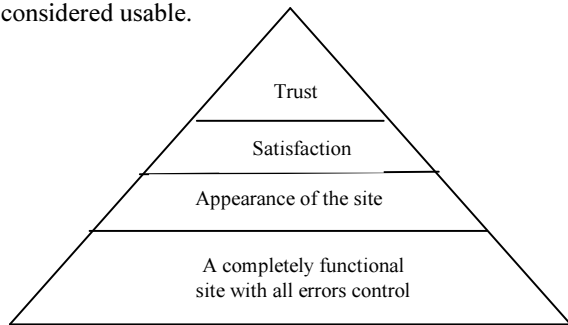 considered usable.
Trust
Satisfaction
Appearance of the site
A completely functional
site with all errors control